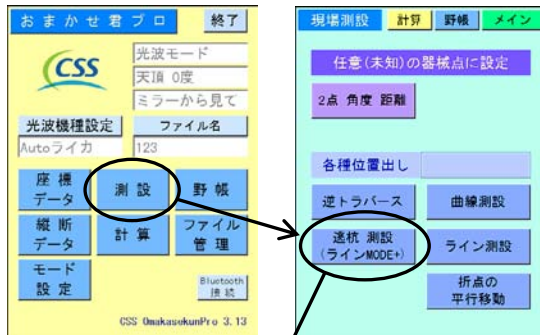 おまかせ君プロ 終了
CSS
光波モード
天頂 0度
ミラーから見て
光波機種設定 ファイル名
Autoライカ 123
座標
データ
測設
野帳
縦断
データ
計算
ファイル
管理
モード
設定
Bluetooth
接続
CSS OmakasekunPro 3.13
現場測設 計算 野帳 メイン
任意(未知)の器械点に設定
2点 角度 距離
各種位置出し
逆トラバース 曲線測設
逃杭 測設
(ラインMODE+)
ライン測設
折点の
平行移動